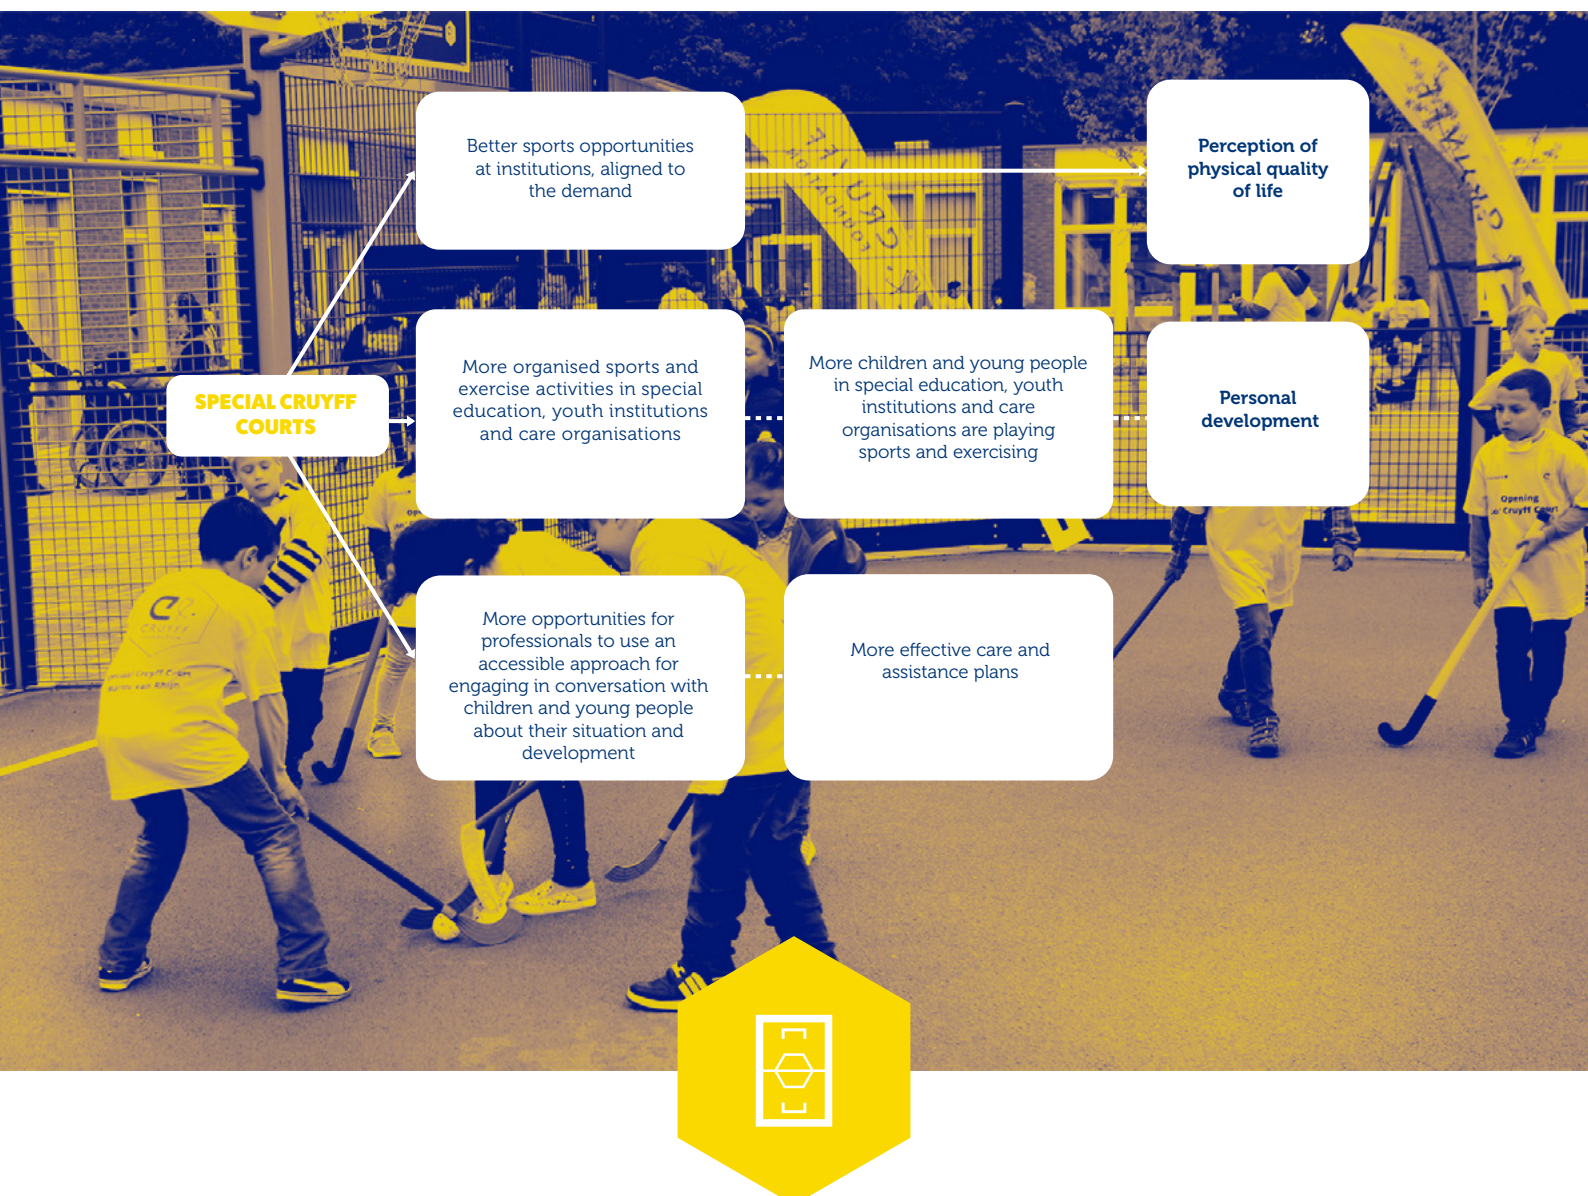 Better sports opportunities
at institutions, aligned to
the demand
Perception of
physical quality
of life
SPECIAL CRUYFF
COURTS
More organised sports and
exercise activities in special
education, youth institutions
and care organisations
More children and young people
in special education, youth
institutions and care
organisations are playing
sports and exercising
Personal
development
More opportunities for
professionals to use an
accessible approach for
engaging in conversation with
children and young people
about their situation and
development
More effective care and
assistance plans
CRUYFF
Opening
Cruyff Court
CRUYFF
Cruyff Court